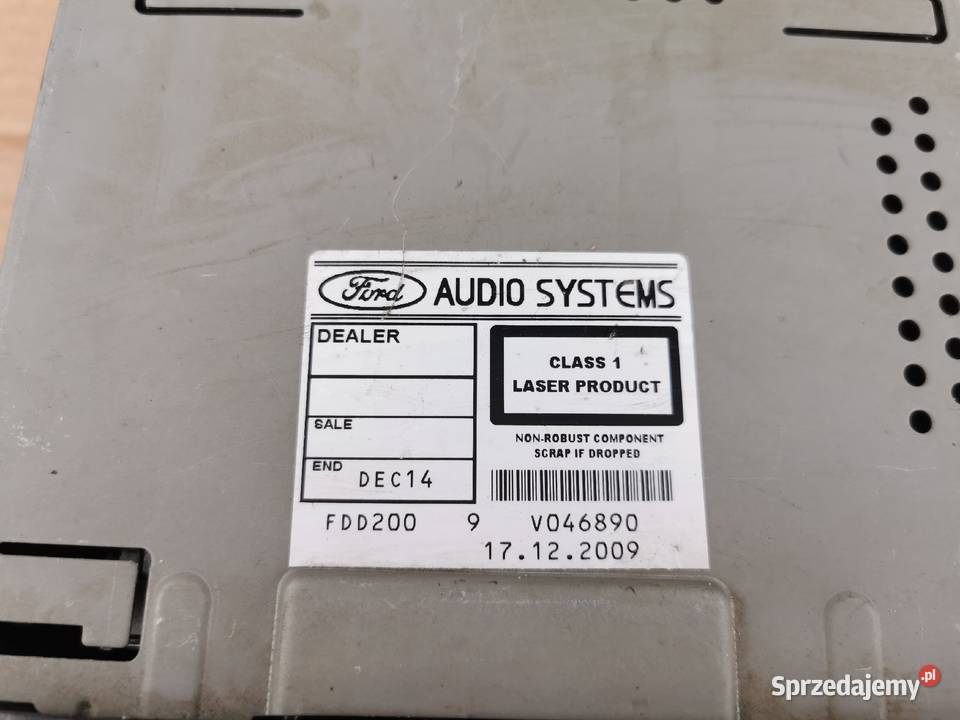 Ford AUDIO SYSTEMS
DEALER
SALE
END DEC14
CLASS 1
LASER PRODUCT
NON-ROBUST COMPONENT
SCRAP IF DROPPED
FDD200 9 V046890
17.12.2009
Sprzedajemy.pl